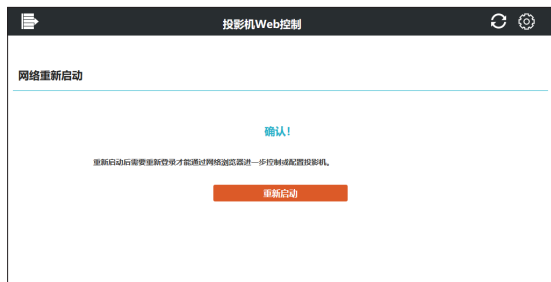 投影机Web控制
网络重新启动
确认！
重新启动后需要重新登录才能通过网络浏览器进一步控制或配置投影机。
重新启动